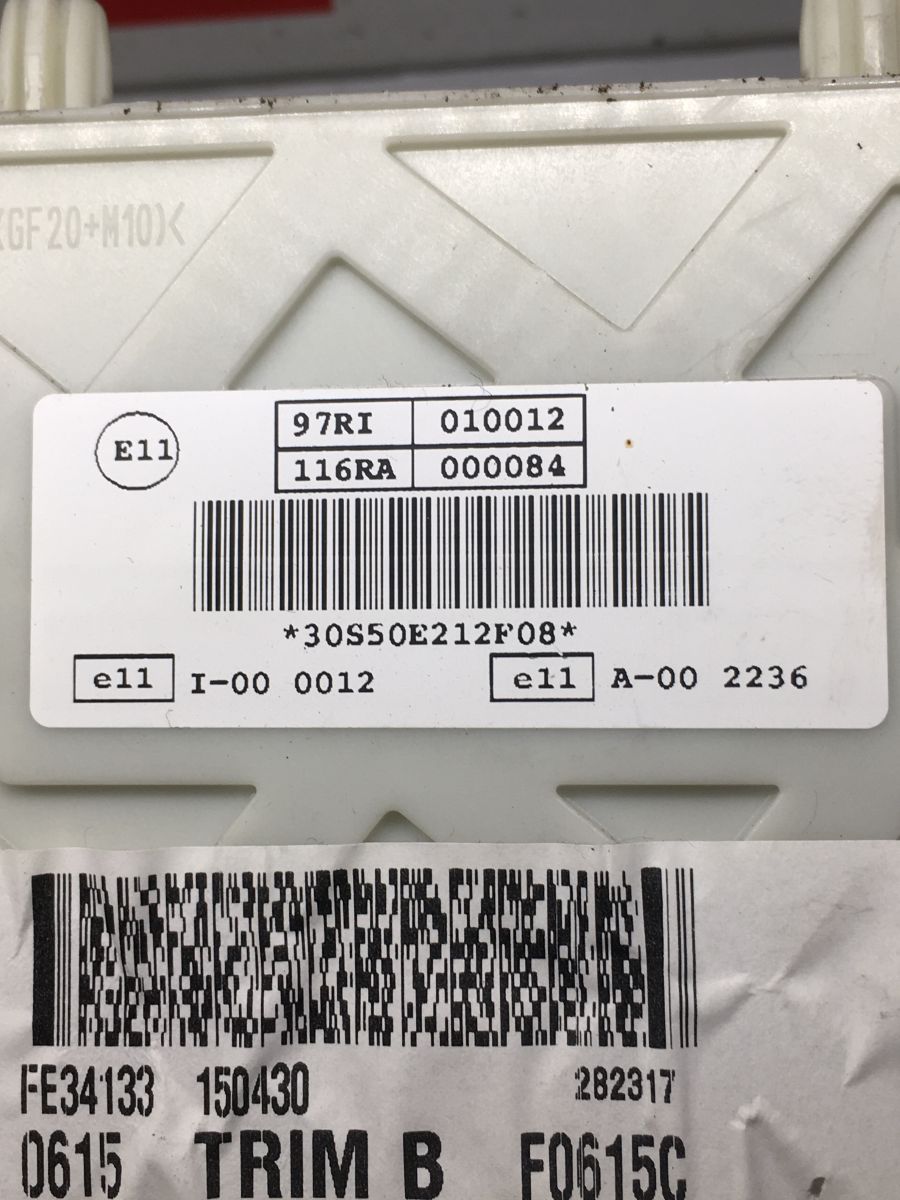 (GF20+M10)<
E11
97RI 010012
116RA 000084
*30S50E212F08*
e11 I-00 0012 e11 A-00 2236
FE34133 150430 282317
0615 TRIM B F0615C